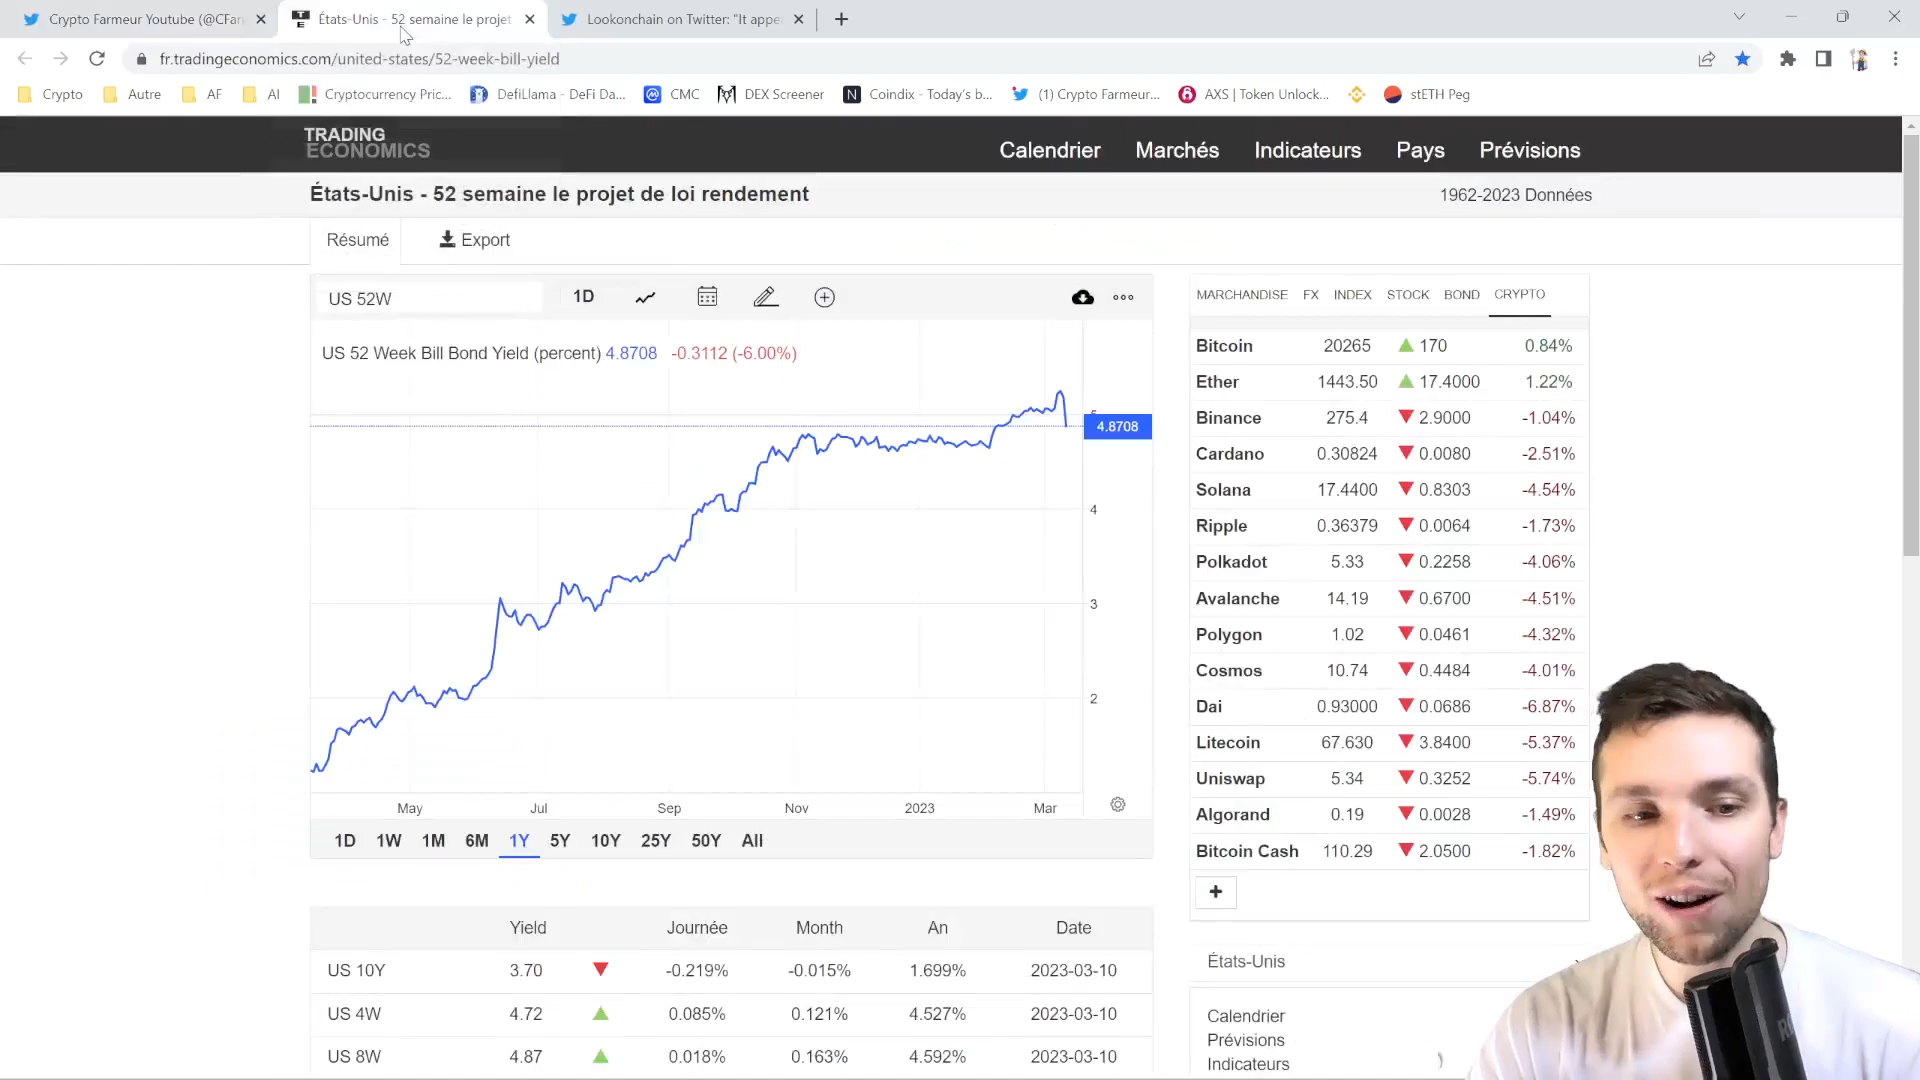 Crypto Farmeur Youtube (@CFar
États-Unis - 52 semaine le projet
Lookonchain on Twitter: "It appe
fr.tradingeconomics.com/united-states/52-week-bill-yield
Crypto
Autre
AF
AI
Cryptocurrency Pric...
DefiLlama - DeFi Da...
CMC
DEX Screener
Coindix - Today's b...
(1) Crypto Farmeur...
AXS | Token Unlock...
stETH Peg
TRADING
ECONOMICS
Calendrier
Marchés
Indicateurs
Pays
Prévisions
États-Unis - 52 semaine le projet de loi rendement
1962-2023 Données
Résumé
Export
US 52W
1D
US 52 Week Bill Bond Yield (percent) 4.8708 -0.3112 (-6.00%)
4.8708
4
3
2
May Jul Sep Nov 2023 Mar
1D 1W 1M 6M 1Y 5Y 10Y 25Y 50Y All
Yield Journée Month An Date
US 10Y 3.70 -0.219% -0.015% 1.699% 2023-03-10
US 4W 4.72 0.085% 0.121% 4.527% 2023-03-10
US 8W 4.87 0.018% 0.163% 4.592% 2023-03-10
MARCHANDISE FX INDEX STOCK BOND CRYPTO
Bitcoin 20265 170 0.84%
Ether 1443.50 17.4000 1.22%
Binance 275.4 2.9000 -1.04%
Cardano 0.30824 0.0080 -2.51%
Solana 17.4400 0.8303 -4.54%
Ripple 0.36379 0.0064 -1.73%
Polkadot 5.33 0.2258 -4.06%
Avalanche 14.19 0.6700 -4.51%
Polygon 1.02 0.0461 -4.32%
Cosmos 10.74 0.4484 -4.01%
Dai 0.93000 0.0686 -6.87%
Litecoin 67.630 3.8400 -5.37%
Uniswap 5.34 0.3252 -5.74%
Algorand 0.19 0.0028 -1.49%
Bitcoin Cash 110.29 2.0500 -1.82%
États-Unis
Calendrier
Prévisions
Indicateurs